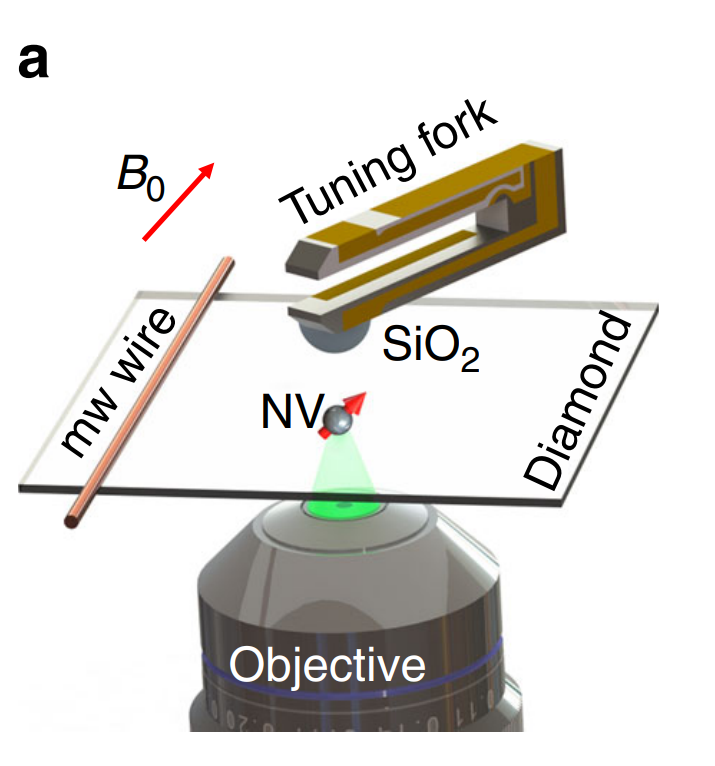 a
B0
Tuning fork
mw wire
SiO2
NV
Diamond
Objective